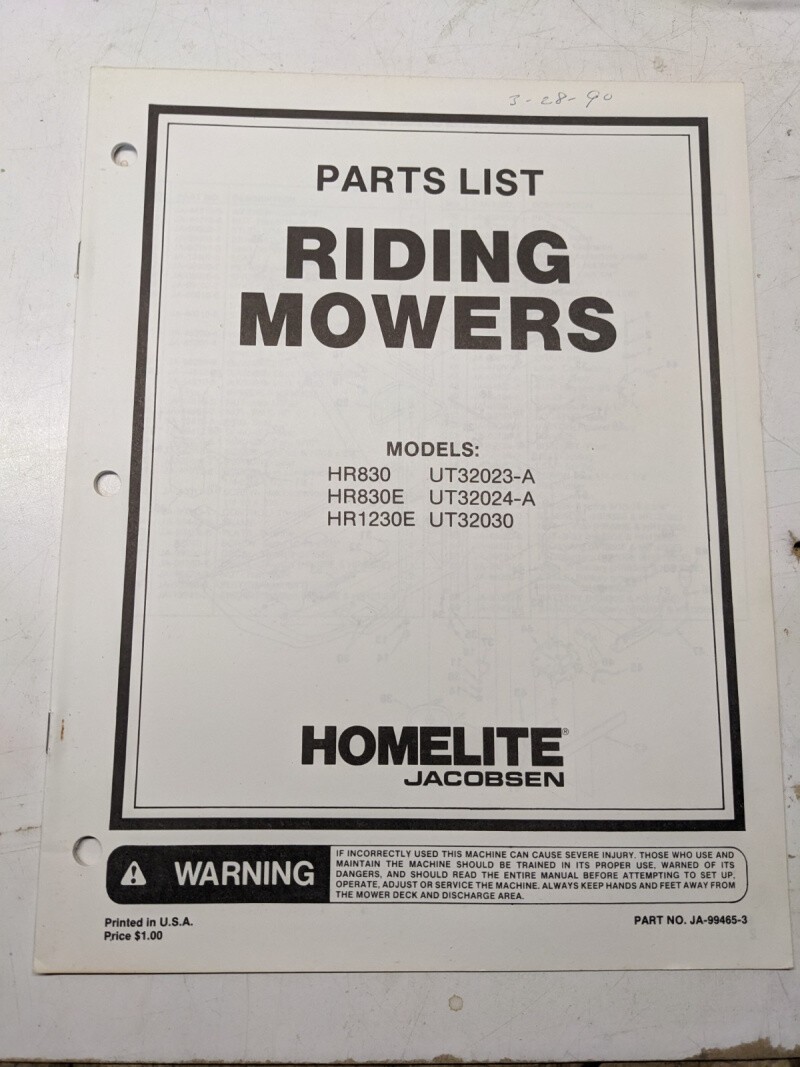 3-28-90
PARTS LIST
RIDING
MOWERS
MODELS:
HR830 UT32023-A
HR830E UT32024-A
HR1230E UT32030
HOMELITE®
JACOBSEN
WARNING
IF INCORRECTLY USED THIS MACHINE CAN CAUSE SEVERE INJURY. THOSE WHO USE AND
MAINTAIN THE MACHINE SHOULD BE TRAINED IN ITS PROPER USE, WARNED OF ITS
DANGERS, AND SHOULD READ THE ENTIRE MANUAL BEFORE ATTEMPTING TO SET UP,
OPERATE, ADJUST OR SERVICE THE MACHINE. ALWAYS KEEP HANDS AND FEET AWAY FROM
THE MOWER DECK AND DISCHARGE AREA.
Printed in U.S.A.
Price $1.00
PART NO. JA-99465-3